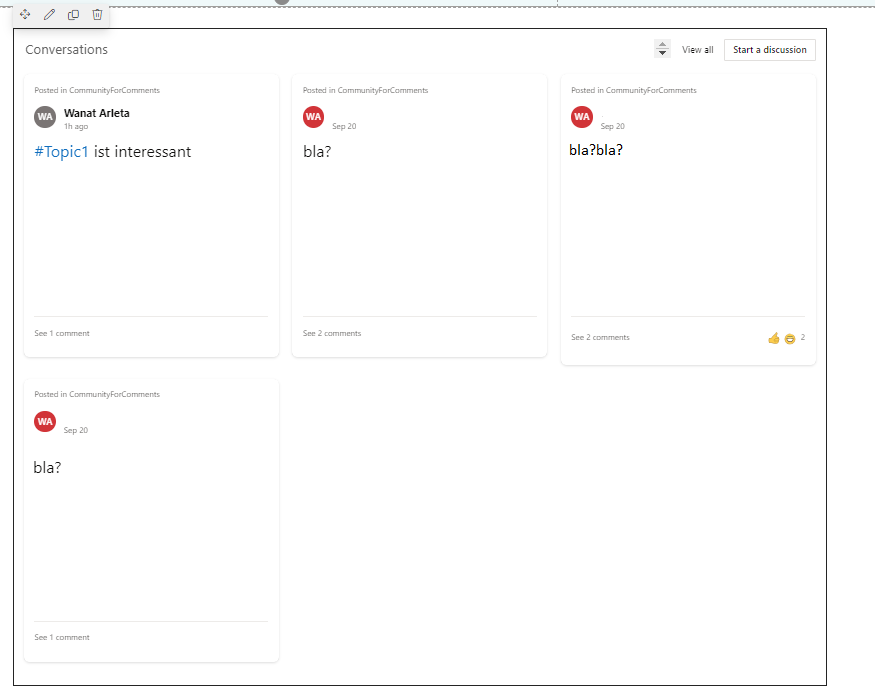 Conversations
View all
Start a discussion
Posted in CommunityForComments
WA
Wanat Arleta
1h ago
#Topic1 ist interessant
See 1 comment
Posted in CommunityForComments
WA
Sep 20
bla?
See 2 comments
Posted in CommunityForComments
WA
Sep 20
bla?bla?
See 2 comments
2
Posted in CommunityForComments
WA
Sep 20
bla?
See 1 comment